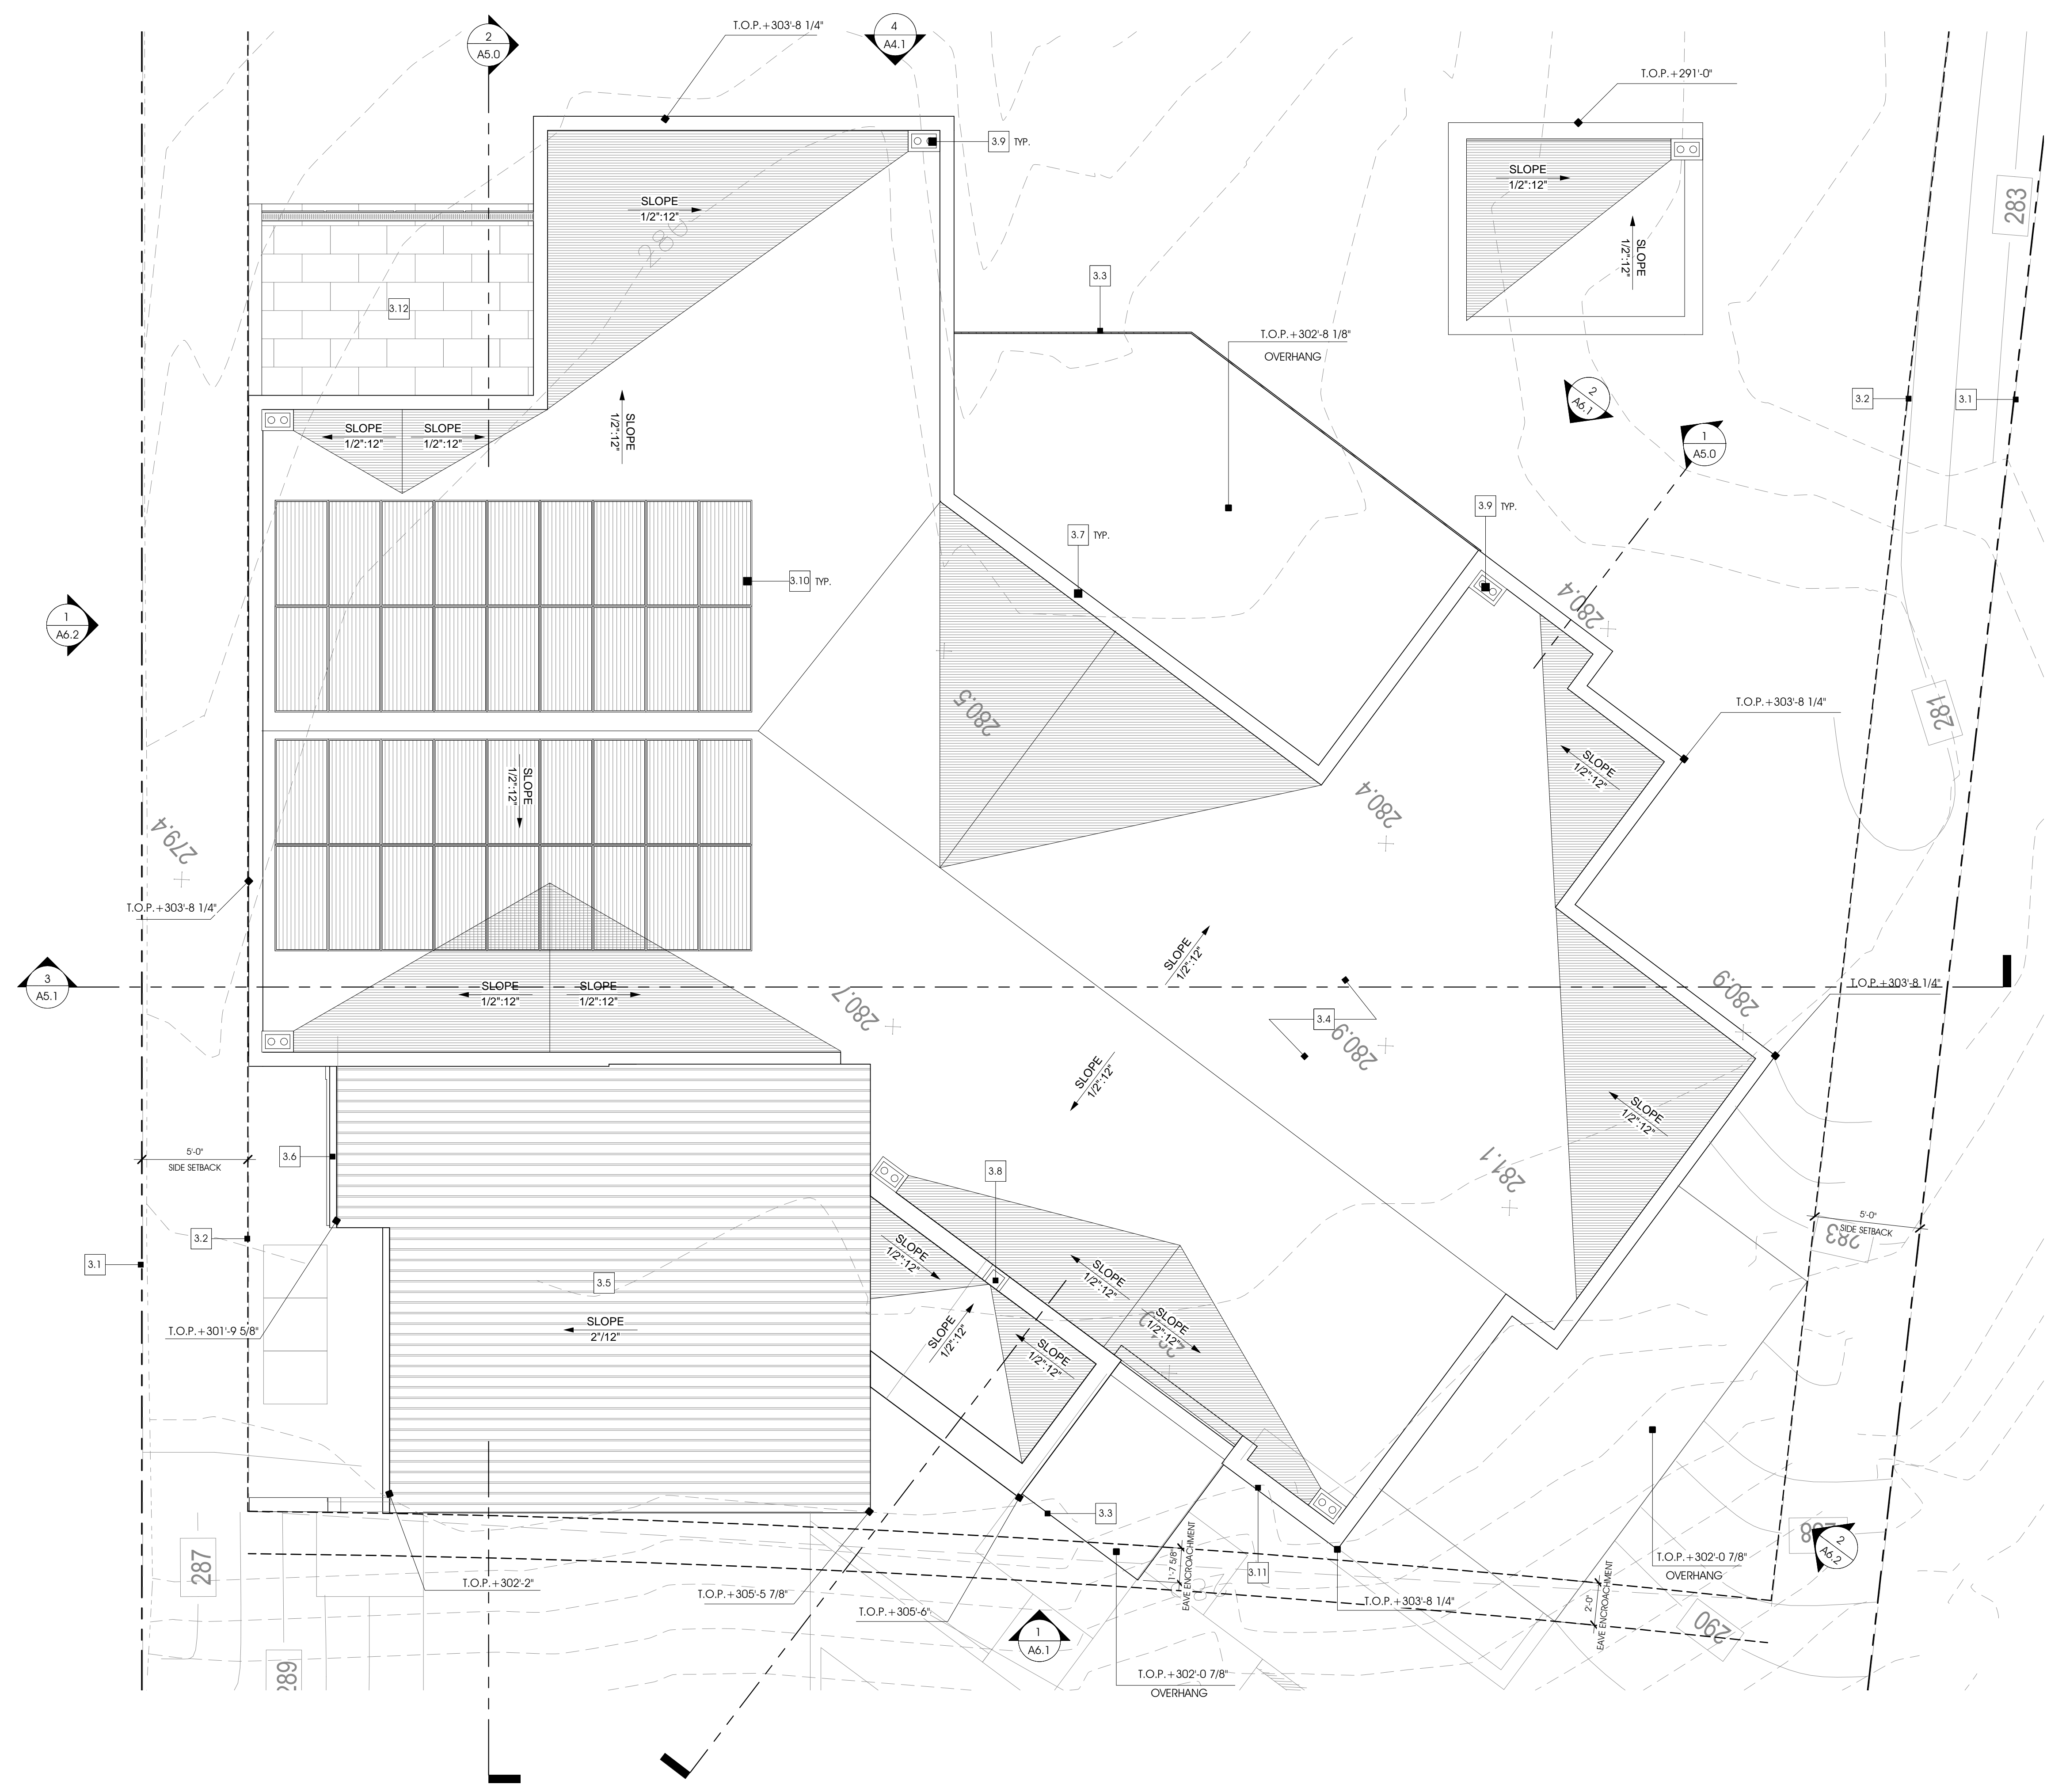 2
A5.0
T.O.P.+303'-8 1/4"
4
A4.1
T.O.P.+291'-0"
3.9 TYP.
SLOPE
1/2":12"
283
SLOPE
1/2":12"
286
SLOPE
1/2":12"
3.3
3.12
T.O.P.+302'-8 1/8"
OVERHANG
2
A6.1
3.2
3.1
SLOPE
1/2":12"
SLOPE
1/2":12"
SLOPE
1/2":12"
1
A5.0
3.9 TYP.
3.7 TYP.
3.10 TYP.
280.4
1
A6.2
280.5
T.O.P.+303'-8 1/4"
281
SLOPE
1/2":12"
SLOPE
1/2":12"
280.4
279.4
T.O.P.+303'-8 1/4"
SLOPE
1/2":12"
3
A5.1
SLOPE
1/2":12"
SLOPE
1/2":12"
280.7
3.4
280.9
280.9
T.O.P.+303'-8 1/4"
SLOPE
1/2":12"
SLOPE
1/2":12"
5'-0"
SIDE SETBACK
3.6
3.8
281.1
5'-0"
SIDE SETBACK
283
3.2
3.1
3.5
SLOPE
1/2":12"
SLOPE
1/2":12"
SLOPE
1/2":12"
SLOPE
1/2":12"
SLOPE
1/2":12"
T.O.P.+301'-9 5/8"
SLOPE
2"/12"
3.3
287
3.11
1'-7 5/8"
EAVE ENCROACHMENT
2
A6.2
T.O.P.+302'-0 7/8"
OVERHANG
T.O.P.+302'-2"
T.O.P.+305'-5 7/8"
T.O.P.+305'-6"
T.O.P.+303'-8 1/4"
2'-0"
EAVE ENCROACHMENT
290
1
A6.1
289
T.O.P.+302'-0 7/8"
OVERHANG